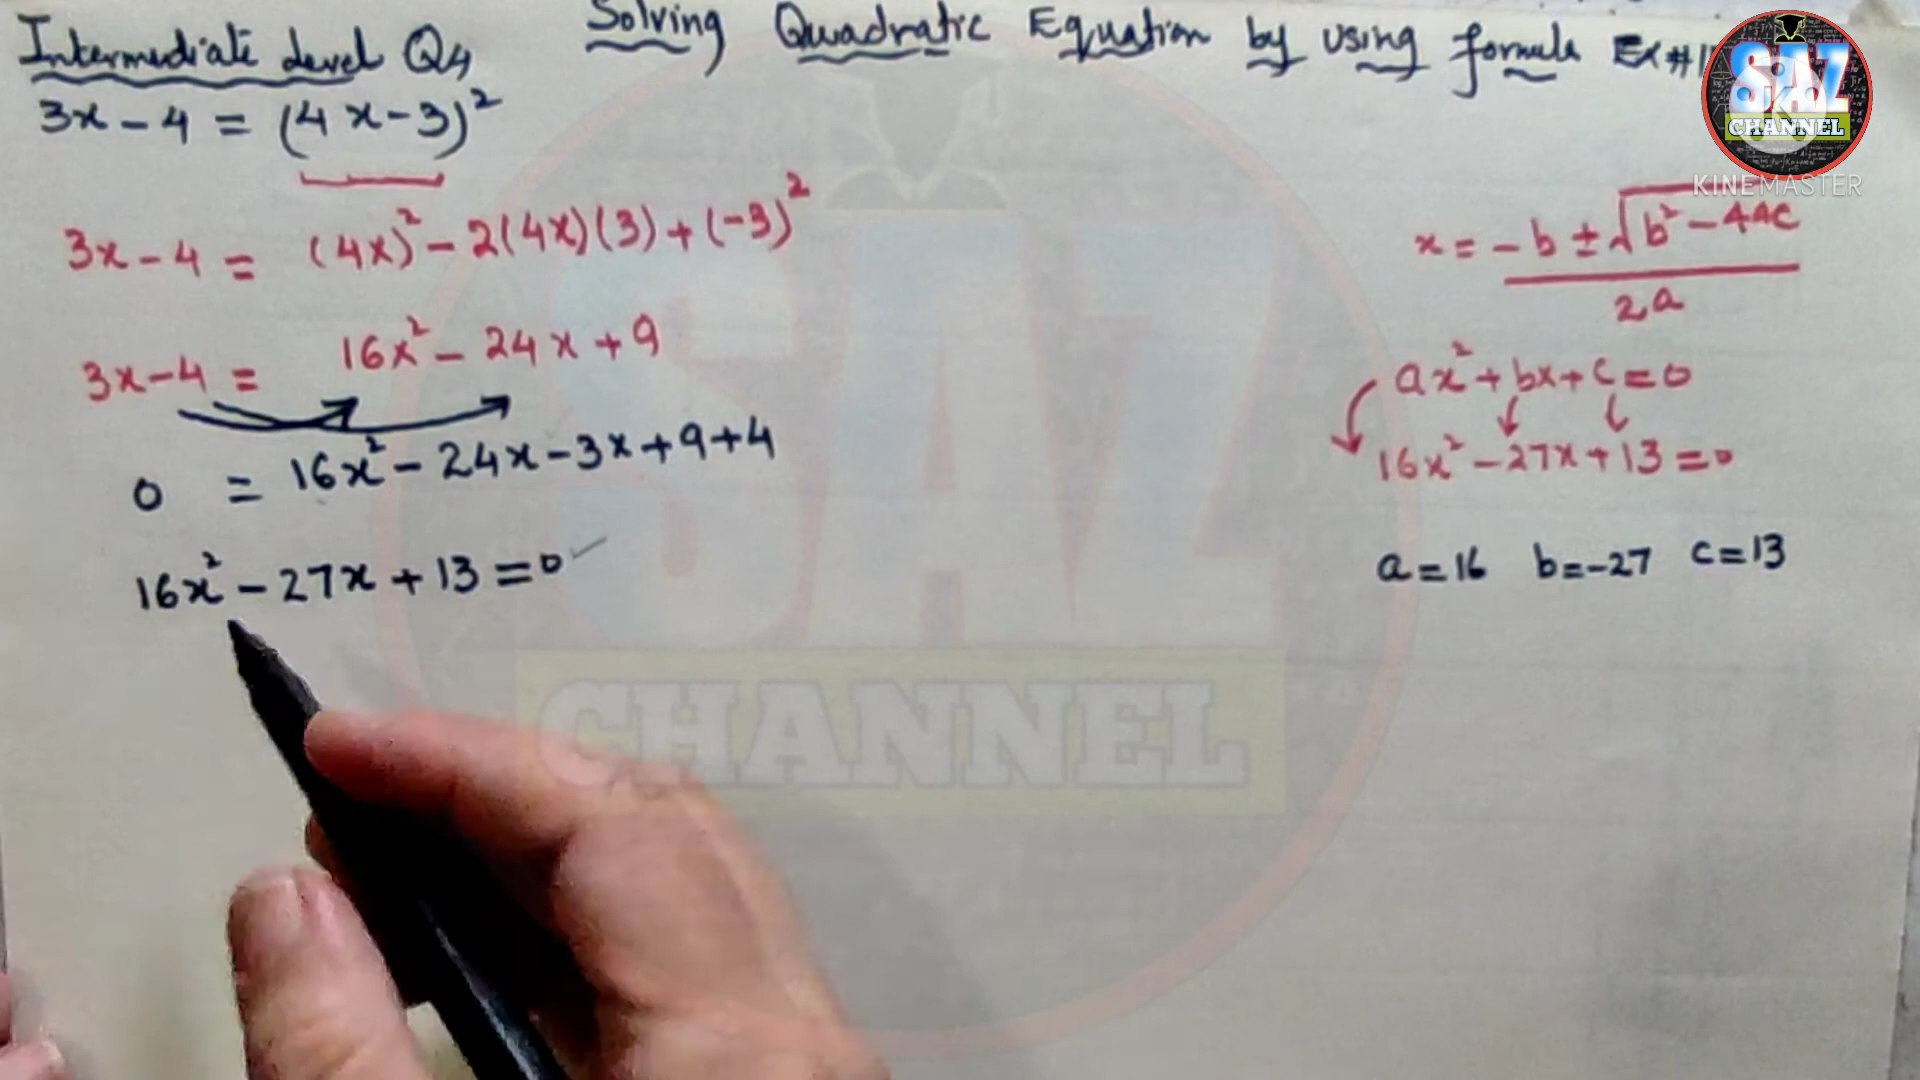 Intermediate Level Q4
Solving Quadratic Equation by using formula Ex#1
3x - 4 = (4x-3)²
3x - 4 = (4x)² - 2(4x)(3) + (-3)²
3x - 4 = 16x² - 24x + 9
0 = 16x² - 24x - 3x + 9 + 4
16x² - 27x + 13 = 0 ✓
x = -b ± √b² - 4ac
2a
ax² + bx + c = 0
16x² - 27x + 13 = 0
a = 16 b = -27 c = 13
SAZ
CHANNEL
KINEMASTER
SAZ
CHANNEL